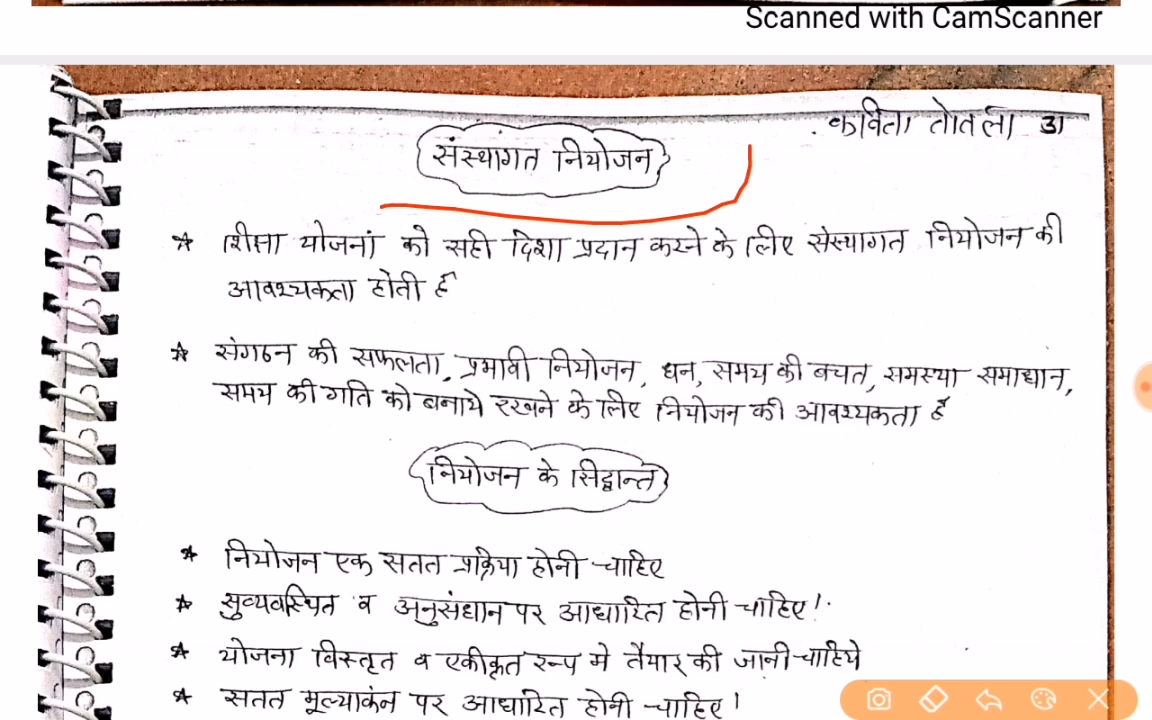 Scanned with CamScanner
कविता तोतला 31
संस्थागत नियोजन
☆ शिक्षा योजनां को सही दिशा प्रदान करने के लिए संस्थागत नियोजन की
आवश्यकता होती है
☆ संगठन की सफलता, प्रभावी नियोजन, धन, समय की बचत, समस्या समाधान,
समय की गति को बनाये रखने के लिए नियोजन की आवश्यकता है
नियोजन के सिद्धान्त
☆ नियोजन एक सतत प्रक्रिया होनी चाहिए
☆ सुव्यवस्थित व अनुसंधान पर आधारित होनी चाहिए।
☆ योजना विस्तृत व एकीकृत रूप मे तैयार की जानी चाहिये
☆ सतत मूल्याकंन पर आधारित होनी चाहिए।